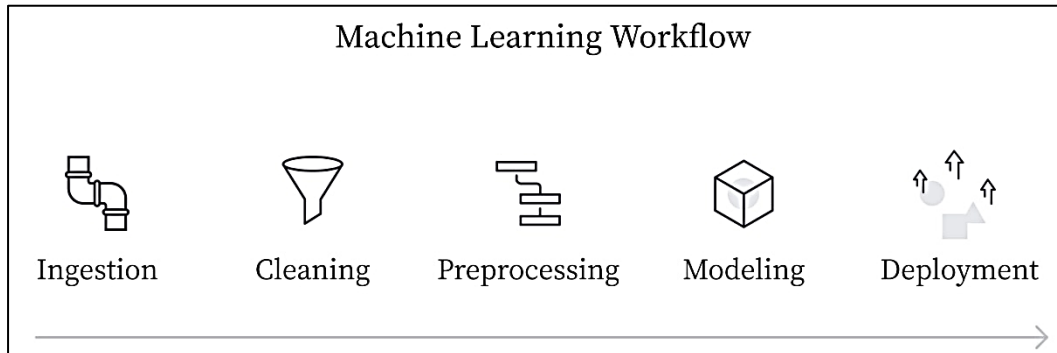 Machine Learning Workflow
Ingestion
Cleaning
Preprocessing
Modeling
Deployment